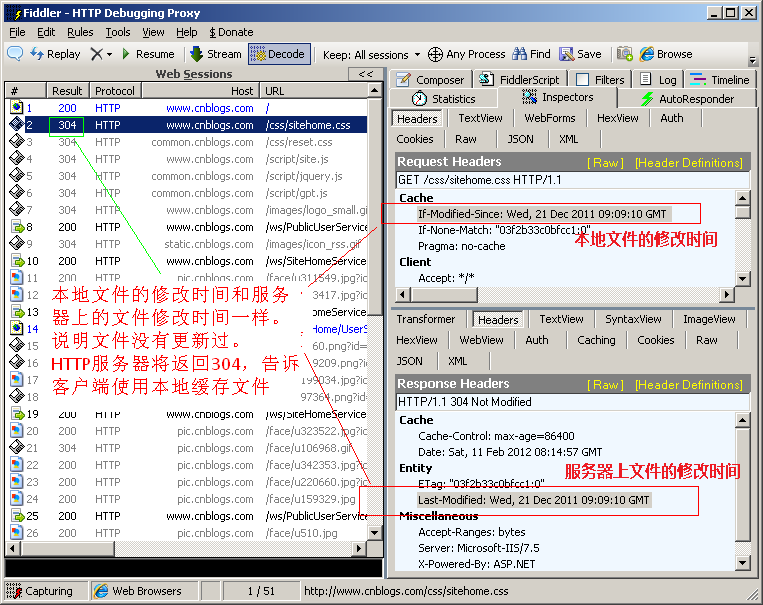 Fiddler - HTTP Debugging Proxy
File Edit Rules Tools View Help $ Donate
Replay Resume Stream Decode Keep: All sessions Any Process Find Save Browse
Web Sessions <<
# Result Protocol Host URL
1 200 HTTP www.cnblogs.com /
2 304 HTTP www.cnblogs.com /css/sitehome.css
3 304 HTTP common.cnblogs.com /css/reset.css
4 304 HTTP common.cnblogs.com /script/site.js
5 304 HTTP common.cnblogs.com /script/jquery.js
6 304 HTTP common.cnblogs.com /script/gpt.js
7 304 HTTP www.cnblogs.com /images/logo_small.gi
8 200 HTTP www.cnblogs.com /ws/PublicUserService
9 304 HTTP static.cnblogs.com /images/icon_rss.gif
10 200 HTTP www.cnblogs.com /ws/SiteHomeService
11 200 HTTP pic.cnblogs.com /face/u311549.jpg?id
12 3417.jpg?id=
13 HomeService
14 Home/UserS
15 60.png?id=
16 9209.png?id=
17 199034.jpg?id
18 97364.png?id=
19 200 HTTP www.cnblogs.com /ws/SiteHomeService
20 200 HTTP pic.cnblogs.com /face/u323522.jpg?id
21 304 HTTP pic.cnblogs.com /face/u106968.gif
22 200 HTTP pic.cnblogs.com /face/u342353.jpg?id
23 200 HTTP pic.cnblogs.com /face/u220660.jpg?id
24 200 HTTP pic.cnblogs.com /face/u159329.jpg
25 200 HTTP www.cnblogs.com /ws/PublicUserService
26 200 HTTP pic.cnblogs.com /face/u510.jpg
本地文件的修改时间和服务
器上的文件修改时间一样。
说明文件没有更新过。
HTTP服务器将返回304，告诉
客户端使用本地缓存文件
Composer FiddlerScript Filters Log Timeline
Statistics Inspectors AutoResponder
Headers TextView WebForms HexView Auth
Cookies Raw JSON XML
Request Headers [ Raw ] [Header Definitions]
GET /css/sitehome.css HTTP/1.1
Cache
If-Modified-Since: Wed, 21 Dec 2011 09:09:10 GMT
If-None-Match: "03f2b33c0bfcc1:0"
本地文件的修改时间
Pragma: no-cache
Client
Accept: */*
Transformer Headers TextView SyntaxView ImageView
HexView WebView Auth Caching Cookies Raw
JSON XML
Response Headers [ Raw ] [Header Definitions]
HTTP/1.1 304 Not Modified
Cache
Cache-Control: max-age=86400
Date: Sat, 11 Feb 2012 08:14:57 GMT
Entity
服务器上文件的修改时间
ETag: "03f2b33c0bfcc1:0"
Last-Modified: Wed, 21 Dec 2011 09:09:10 GMT
Miscellaneous
Accept-Ranges: bytes
Server: Microsoft-IIS/7.5
X-Powered-By: ASP.NET
Capturing Web Browsers 1 / 51 http://www.cnblogs.com/css/sitehome.css